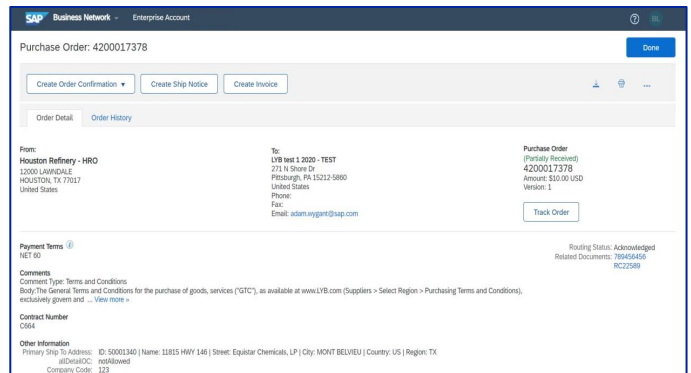 SAP Business Network Enterprise Account BL
Purchase Order: 4200017378
Done
Create Order Confirmation Create Ship Notice Create Invoice
Order Detail Order History
From:
Houston Refinery - HRO
12000 LAWNDALE
HOUSTON, TX 77017
United States
To:
LYB test 1 2020 - TEST
271 N Shore Dr
Pittsburgh, PA 15212-5860
United States
Phone:
Fax:
Email: adam.wygant@sap.com
Purchase Order
(Partially Received)
4200017378
Amount: $10.00 USD
Version: 1
Track Order
Payment Terms
NET 60
Routing Status: Acknowledged
Related Documents: 789456456
RC22589
Comments
Comment Type: Terms and Conditions
Body:The General Terms and Conditions for the purchase of goods, services ("GTC"), as available at www.LYB.com (Suppliers > Select Region > Purchasing Terms and Conditions),
exclusively govern and ... View more »
Contract Number
C664
Other Information
Primary Ship To Address: ID: 50001340 | Name: 11815 HWY 146 | Street: Equistar Chemicals, LP | City: MONT BELVIEU | Country: US | Region: TX
allDetailOC: notAllowed
Company Code: 123